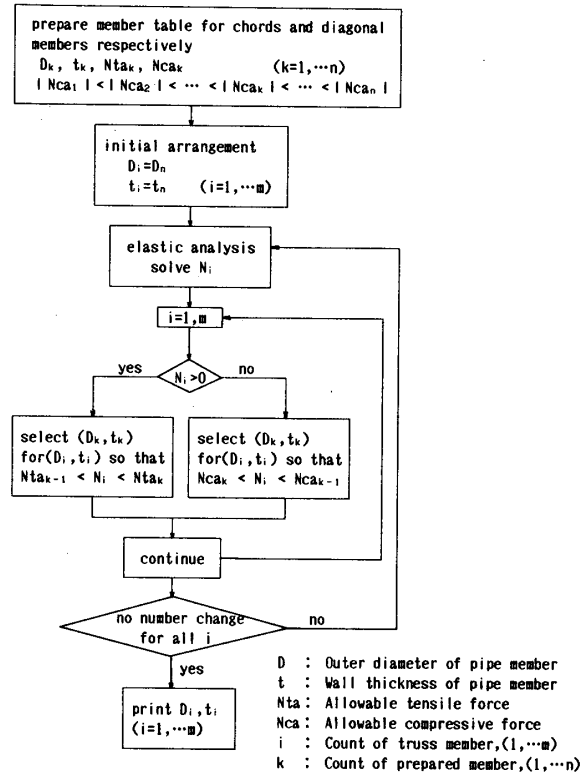 prepare member table for chords and diagonal
members respectively
Dk, tk, Ntak, Ncak (k=1,…n)
|Nca1|<|Nca2|< … <|Ncak|< … <|Ncan|
initial arrangement
Di=Dn
ti=tn (i=1,…m)
elastic analysis
solve Ni
i=1,m
yes
Ni>0
no
select (Dk,tk)
for(Di,ti) so that
Ntak-1 < Ni < Ntak
select (Dk,tk)
for(Di,ti) so that
Ncak < Ni < Ncak-1
continue
no number change
for all i
no
yes
print Di,ti
(i=1,…m)
D : Outer diameter of pipe member
t : Wall thickness of pipe member
Nta: Allowable tensile force
Nca: Allowable compressive force
i : Count of truss member,(1,…m)
k : Count of prepared member,(1,…n)